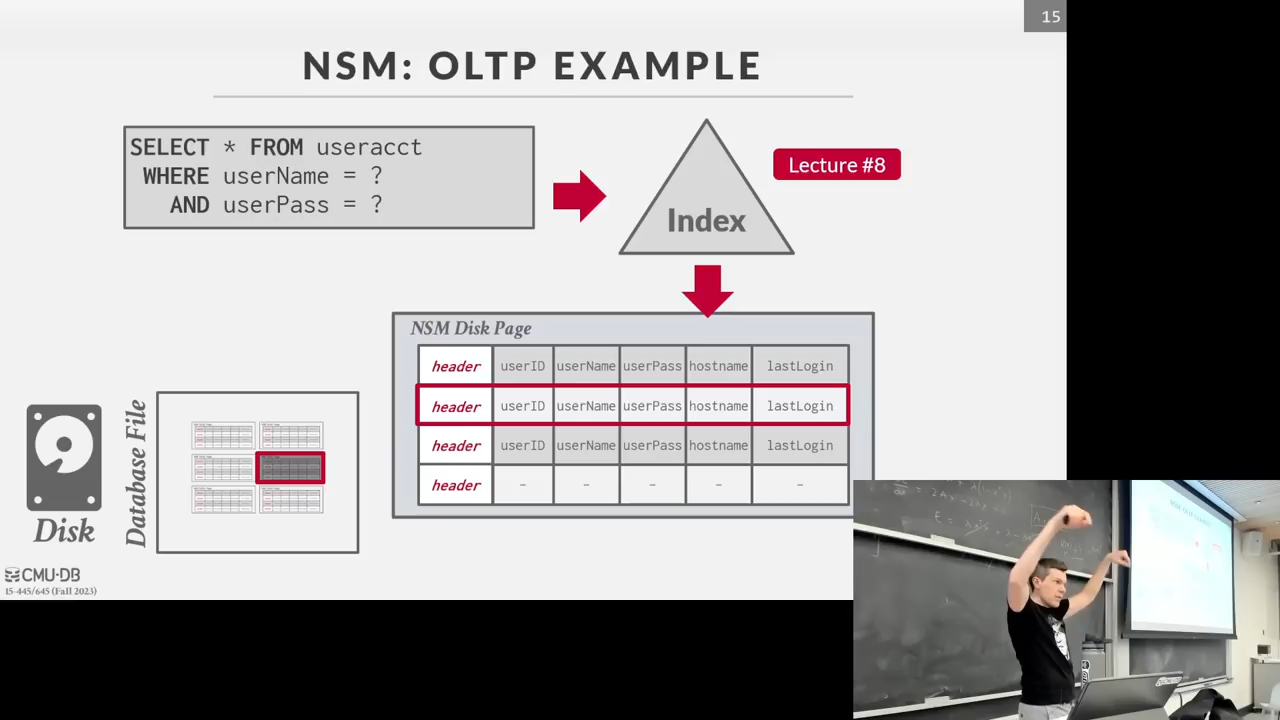 15
NSM: OLTP EXAMPLE
SELECT * FROM useracct
WHERE userName = ?
AND userPass = ?
Index
Lecture #8
NSM Disk Page
header userID userName userPass hostname lastLogin
header userID userName userPass hostname lastLogin
header userID userName userPass hostname lastLogin
header - - - - -
Database File
Disk
CMU·DB
15-445/645 (Fall 2023)